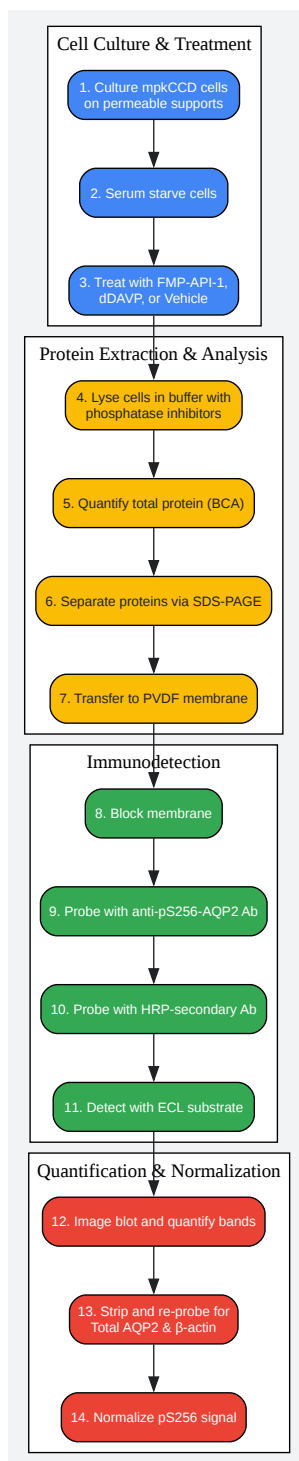 Cell Culture & Treatment
1. Culture mpkCCD cells
on permeable supports
2. Serum starve cells
3. Treat with FMP-API-1,
dDAVP, or Vehicle
Protein Extraction & Analysis
4. Lyse cells in buffer with
phosphatase inhibitors
5. Quantify total protein (BCA)
6. Separate proteins via SDS-PAGE
7. Transfer to PVDF membrane
Immunodetection
8. Block membrane
9. Probe with anti-pS256-AQP2 Ab
10. Probe with HRP-secondary Ab
11. Detect with ECL substrate
Quantification & Normalization
12. Image blot and quantify bands
13. Strip and re-probe for
Total AQP2 & β-actin
14. Normalize pS256 signal